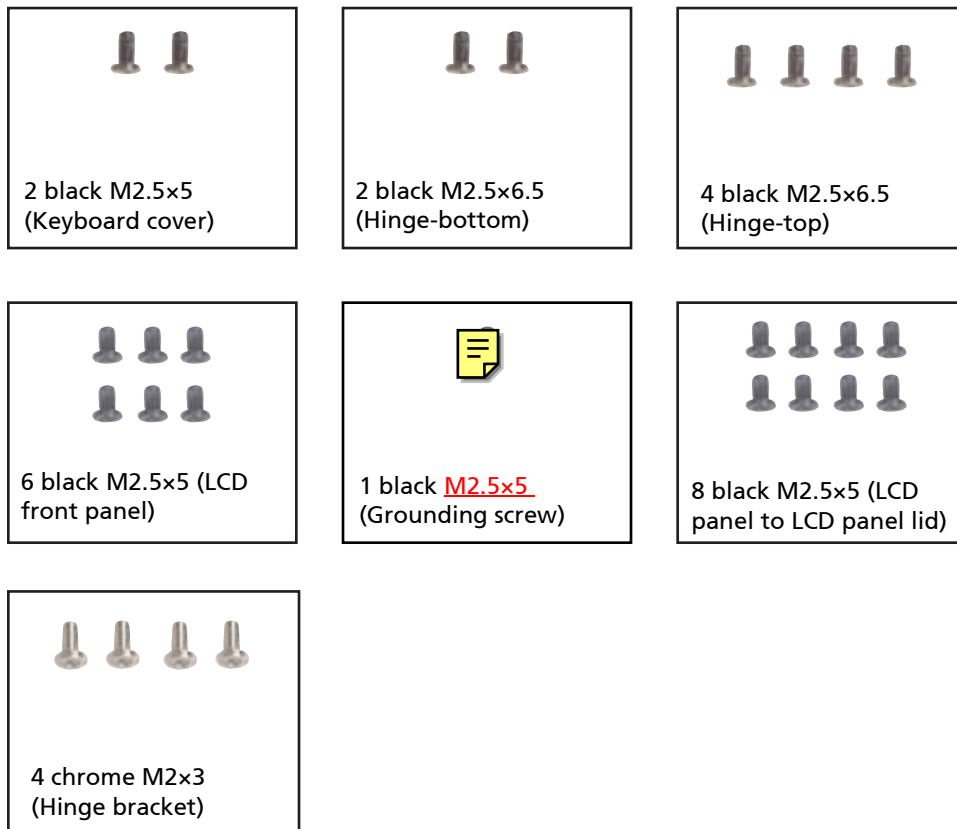 2 black M2.5×5
(Keyboard cover)
2 black M2.5×6.5
(Hinge-bottom)
4 black M2.5×6.5
(Hinge-top)
6 black M2.5×5 (LCD
front panel)
1 black M2.5×5
(Grounding screw)
8 black M2.5×5 (LCD
panel to LCD panel lid)
4 chrome M2×3
(Hinge bracket)